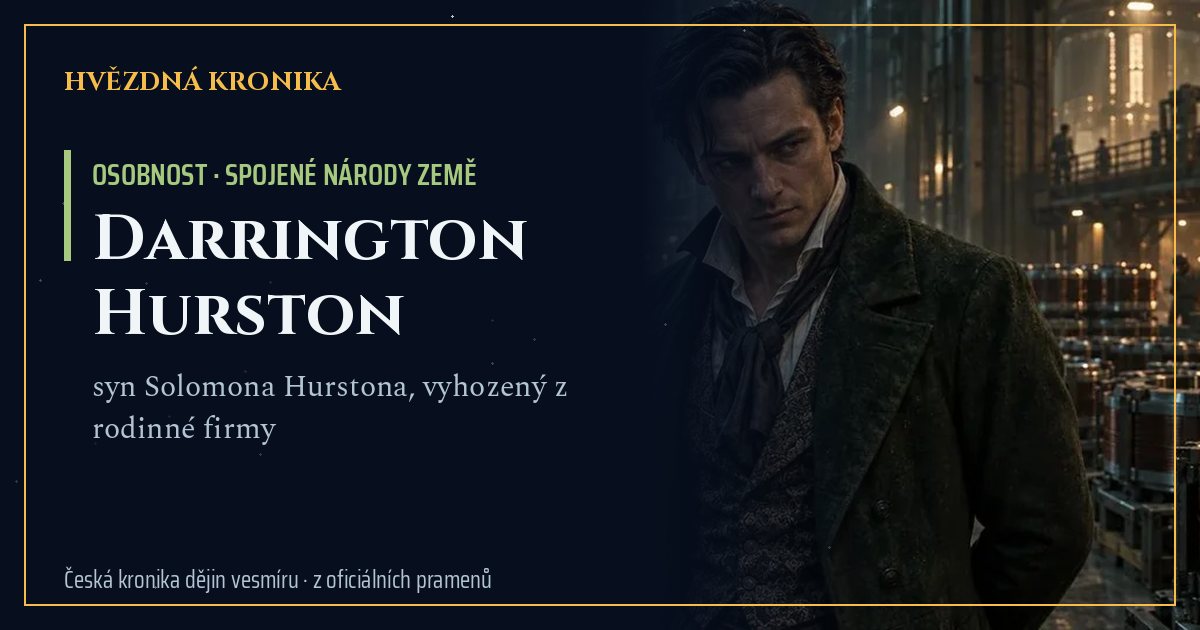 HVĚZDNÁ KRONIKA
OSOBNOST · SPOJENÉ NÁRODY ZEMĚ
DARRINGTON
HURSTON
syn Solomona Hurstona, vyhozený z
rodinné firmy
Česká kronika dějin vesmíru · z oficiálních pramenů